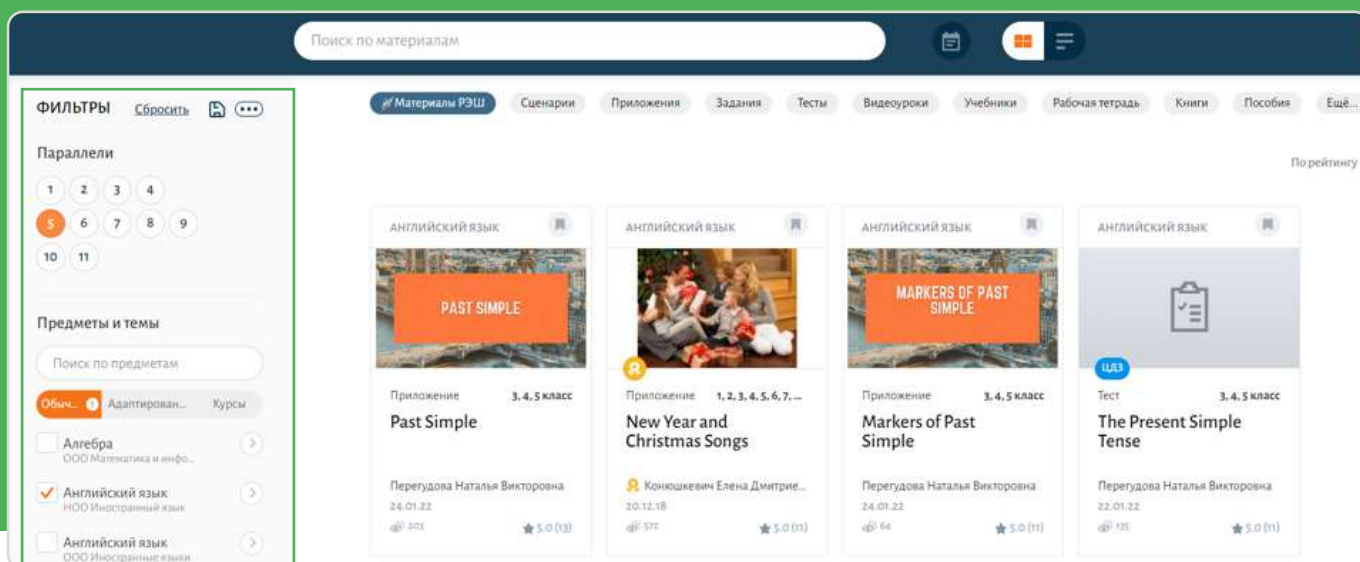 Поиск по материалам
ФИЛЬТРЫ Сбросить
Материалы РЭШ Сценарии Приложения Задания Тесты Видеоуроки Учебники Рабочая тетрадь Книги Пособия Ещё...
Параллели
1 2 3 4
5 6 7 8 9
10 11
По рейтингу
Предметы и темы
Поиск по предметам
Обыч... 1 Адаптирован... Курсы
Алгебра
ООО Математика и инфо...
Английский язык
НОО Иностранный язык
Английский язык
ООО Иностранные языки
АНГЛИЙСКИЙ ЯЗЫК
PAST SIMPLE
Приложение 3, 4, 5 класс
Past Simple
Перегудова Наталья Викторовна
24.01.22
203 5.0 (13)
АНГЛИЙСКИЙ ЯЗЫК
Приложение 1, 2, 3, 4, 5, 6, 7, ...
New Year and
Christmas Songs
Конюшкевич Елена Дмитрие...
20.12.18
572 5.0 (11)
АНГЛИЙСКИЙ ЯЗЫК
MARKERS OF PAST
SIMPLE
Приложение 3, 4, 5 класс
Markers of Past
Simple
Перегудова Наталья Викторовна
24.01.22
64 5.0 (11)
АНГЛИЙСКИЙ ЯЗЫК
ЦДЗ
Тест 3, 4, 5 класс
The Present Simple
Tense
Перегудова Наталья Викторовна
22.01.22
135 5.0 (11)